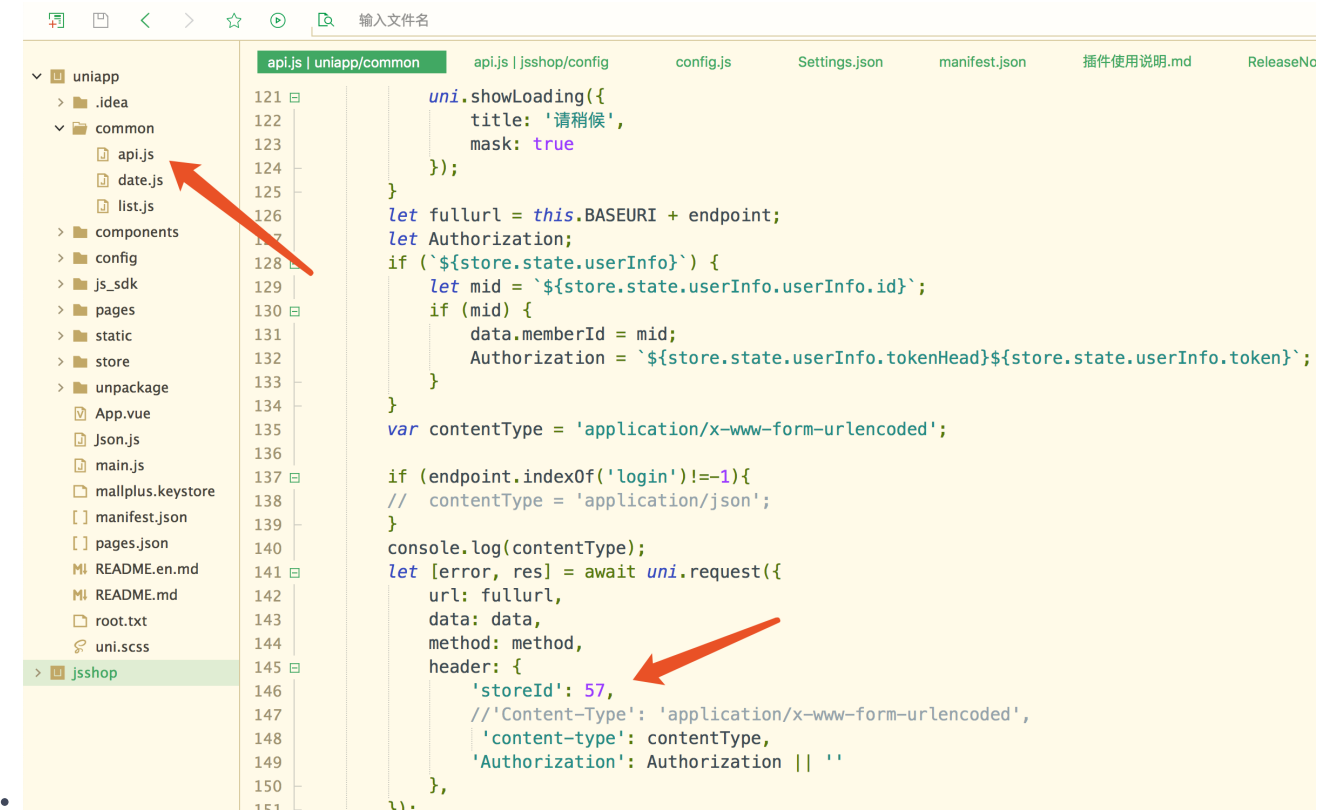 输入文件名
uniapp
.idea
common
api.js
date.js
list.js
components
config
js_sdk
pages
static
store
unpackage
App.vue
Json.js
main.js
mallplus.keystore
[ ] manifest.json
[ ] pages.json
M↓ README.en.md
M↓ README.md
root.txt
uni.scss
jsshop
api.js | uniapp/common api.js | jsshop/config config.js Settings.json manifest.json 插件使用说明.md ReleaseNo
121 uni.showLoading({
122 title: '请稍候',
123 mask: true
124 });
125 }
126 let fullurl = this.BASEURI + endpoint;
127 let Authorization;
128 if (`${store.state.userInfo}`) {
129 let mid = `${store.state.userInfo.userInfo.id}`;
130 if (mid) {
131 data.memberId = mid;
132 Authorization = `${store.state.userInfo.tokenHead}${store.state.userInfo.token}`;
133 }
134 }
135 var contentType = 'application/x-www-form-urlencoded';
136
137 if (endpoint.indexOf('login')!=-1){
138 // contentType = 'application/json';
139 }
140 console.log(contentType);
141 let [error, res] = await uni.request({
142 url: fullurl,
143 data: data,
144 method: method,
145 header: {
146 'storeId': 57,
147 //'Content-Type': 'application/x-www-form-urlencoded',
148 'content-type': contentType,
149 'Authorization': Authorization || ''
150 },
151 });